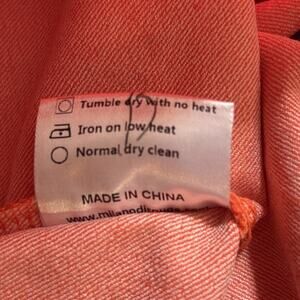 Tumble dry with no heat
Iron on low heat
Normal dry clean
MADE IN CHINA